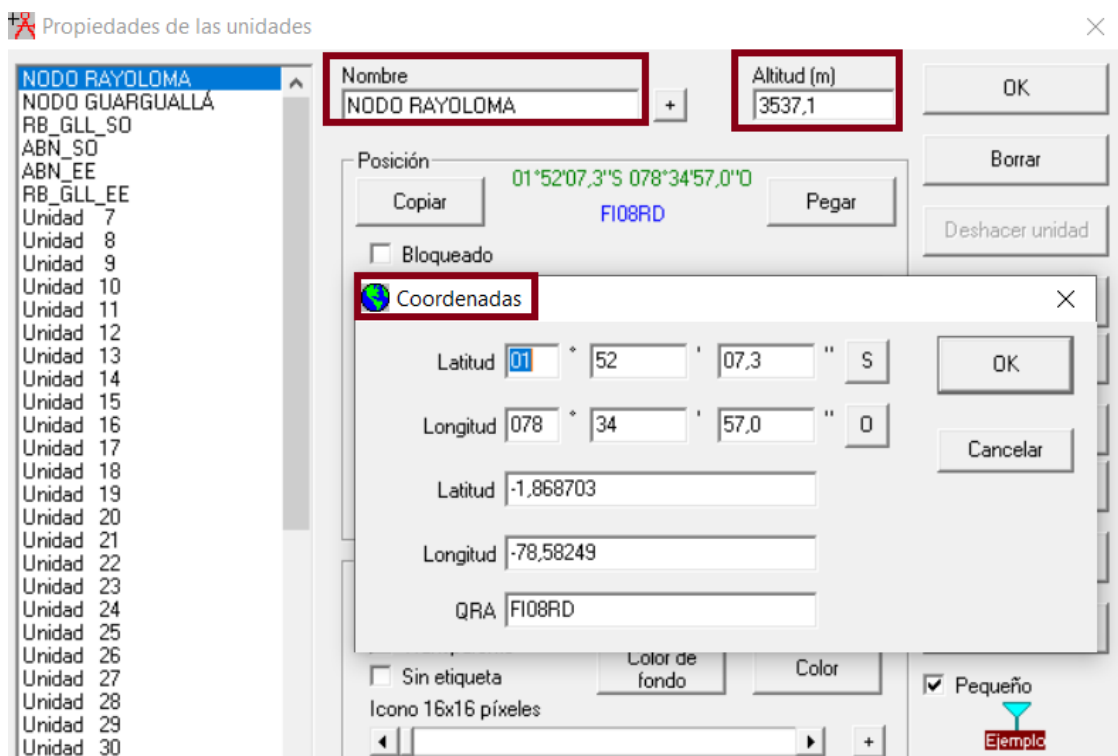 Propiedades de las unidades
NODO RAYOLOMA
NODO GUARGUALLÁ
RB_GLL_SO
ABN_SO
ABN_EE
RB_GLL_EE
Unidad 7
Unidad 8
Unidad 9
Unidad 10
Unidad 11
Unidad 12
Unidad 13
Unidad 14
Unidad 15
Unidad 16
Unidad 17
Unidad 18
Unidad 19
Unidad 20
Unidad 21
Unidad 22
Unidad 23
Unidad 24
Unidad 25
Unidad 26
Unidad 27
Unidad 28
Unidad 29
Unidad 30
Nombre
NODO RAYOLOMA
+
Altitud (m)
3537,1
OK
Borrar
Deshacer unidad
Posición
Copiar
01°52'07,3"S 078°34'57,0"O
FI08RD
Pegar
Bloqueado
Coordenadas
Latitud 01 ° 52 ' 07,3 " S
Longitud 078 ° 34 ' 57,0 " O
Latitud -1,868703
Longitud -78,58249
QRA FI08RD
OK
Cancelar
Sin etiqueta
Color de
fondo
Color
Icono 16x16 píxeles
+
Pequeño
Ejemplo